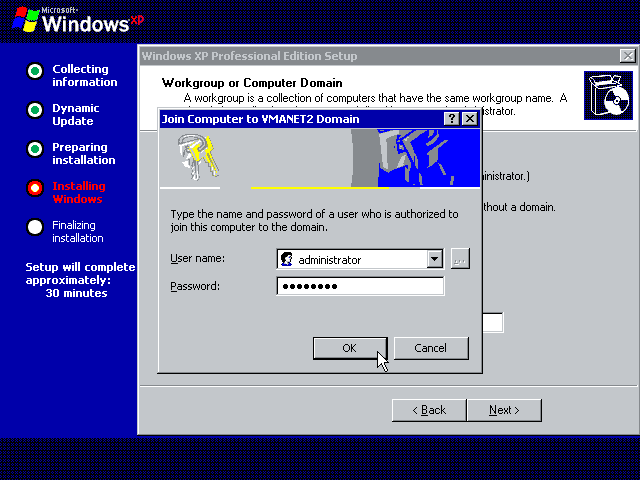 Microsoft®
Windows xp
Collecting
information
Dynamic
Update
Preparing
installation
Installing
Windows
Finalizing
installation
Setup will complete
approximately:
30 minutes
Windows XP Professional Edition Setup
Workgroup or Computer Domain
A workgroup is a collection of computers that have the same workgroup name. A
istrator.
Join Computer to VMANET2 Domain
inistrator.)
thout a domain.
Type the name and password of a user who is authorized to
join this computer to the domain.
User name:
administrator
...
Password:
••••••••
OK
Cancel
< Back
Next >